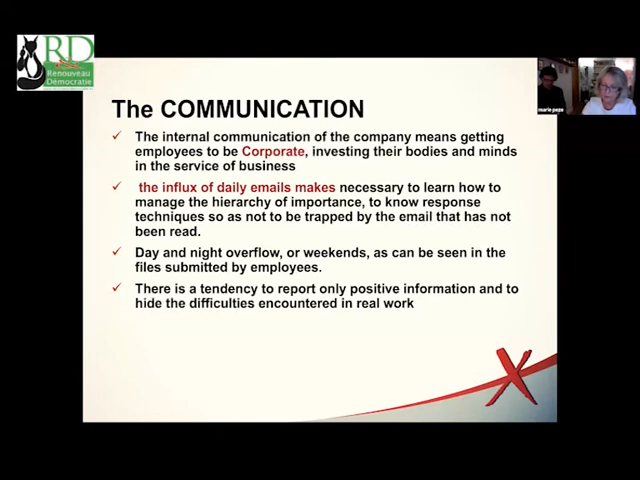 RD
Renouveau
Démocratie
marie peze
The COMMUNICATION
The internal communication of the company means getting
employees to be Corporate, investing their bodies and minds
in the service of business
the influx of daily emails makes necessary to learn how to
manage the hierarchy of importance, to know response
techniques so as not to be trapped by the email that has not
been read.
Day and night overflow, or weekends, as can be seen in the
files submitted by employees.
There is a tendency to report only positive information and to
hide the difficulties encountered in real work